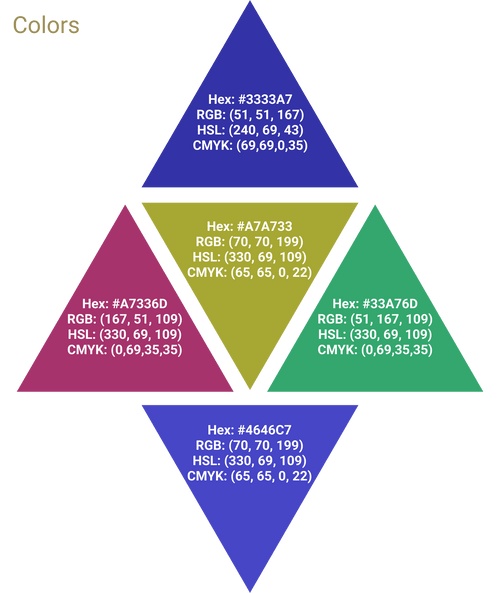 Colors
Hex: #3333A7
RGB: (51, 51, 167)
HSL: (240, 69, 43)
CMYK: (69,69,0,35)
Hex: #A7A733
RGB: (70, 70, 199)
HSL: (330, 69, 109)
CMYK: (65, 65, 0, 22)
Hex: #A7336D
RGB: (167, 51, 109)
HSL: (330, 69, 109)
CMYK: (0,69,35,35)
Hex: #33A76D
RGB: (51, 167, 109)
HSL: (330, 69, 109)
CMYK: (0,69,35,35)
Hex: #4646C7
RGB: (70, 70, 199)
HSL: (330, 69, 109)
CMYK: (65, 65, 0, 22)